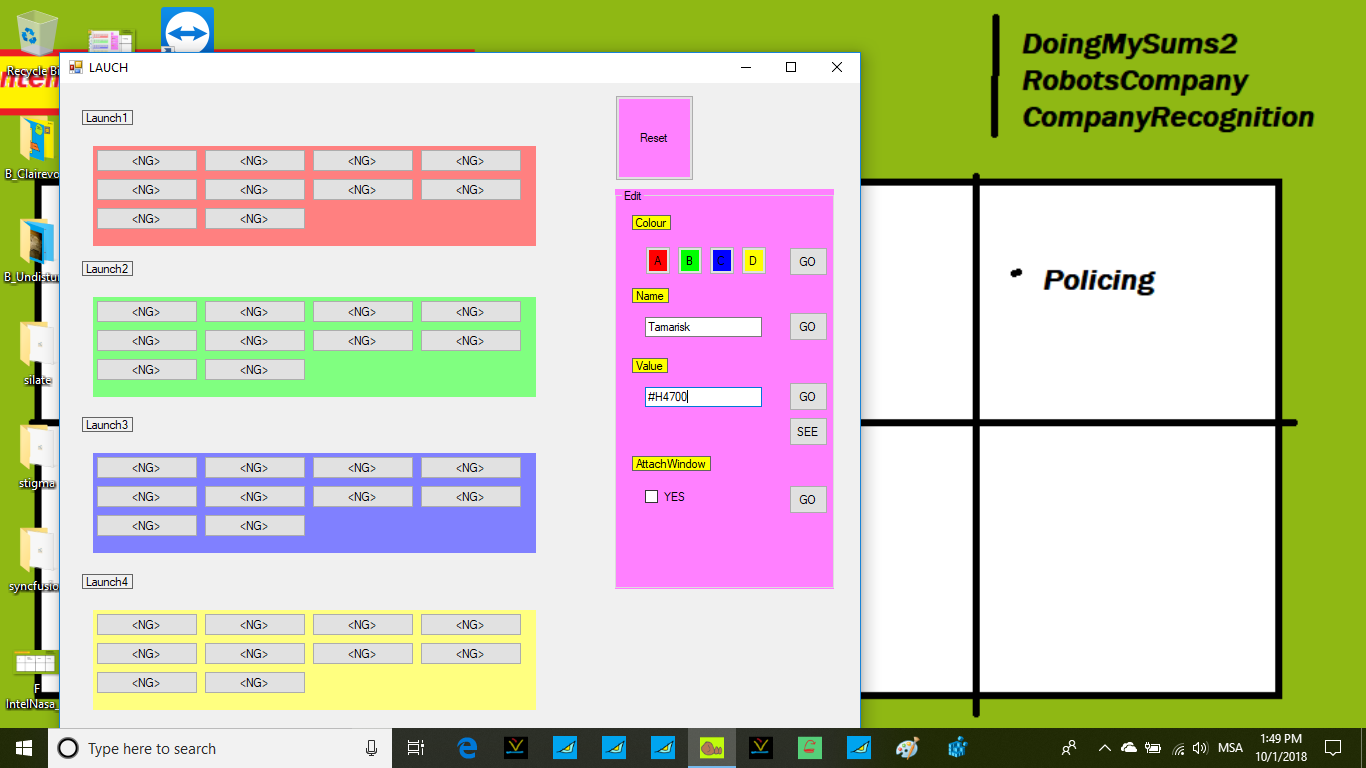 DoingMySums2
RobotsCompany
CompanyRecognition
Policing
Recycle Bi
B_Clairevo
B_Undistu
silate
stigma
syncfusio
F
IntelNasa_
LAUCH
Launch1
<NG> <NG> <NG> <NG>
<NG> <NG> <NG> <NG>
<NG> <NG>
Launch2
<NG> <NG> <NG> <NG>
<NG> <NG> <NG> <NG>
<NG> <NG>
Launch3
<NG> <NG> <NG> <NG>
<NG> <NG> <NG> <NG>
<NG> <NG>
Launch4
<NG> <NG> <NG> <NG>
<NG> <NG> <NG> <NG>
<NG> <NG>
Reset
Edit
Colour
A B C D GO
Name
Tamarisk GO
Value
#H4700 GO
SEE
AttachWindow
YES GO
Type here to search
MSA
1:49 PM
10/1/2018